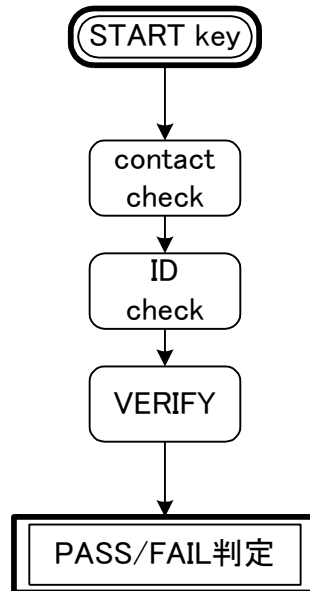 START key
contact
check
ID
check
VERIFY
PASS/FAIL判定